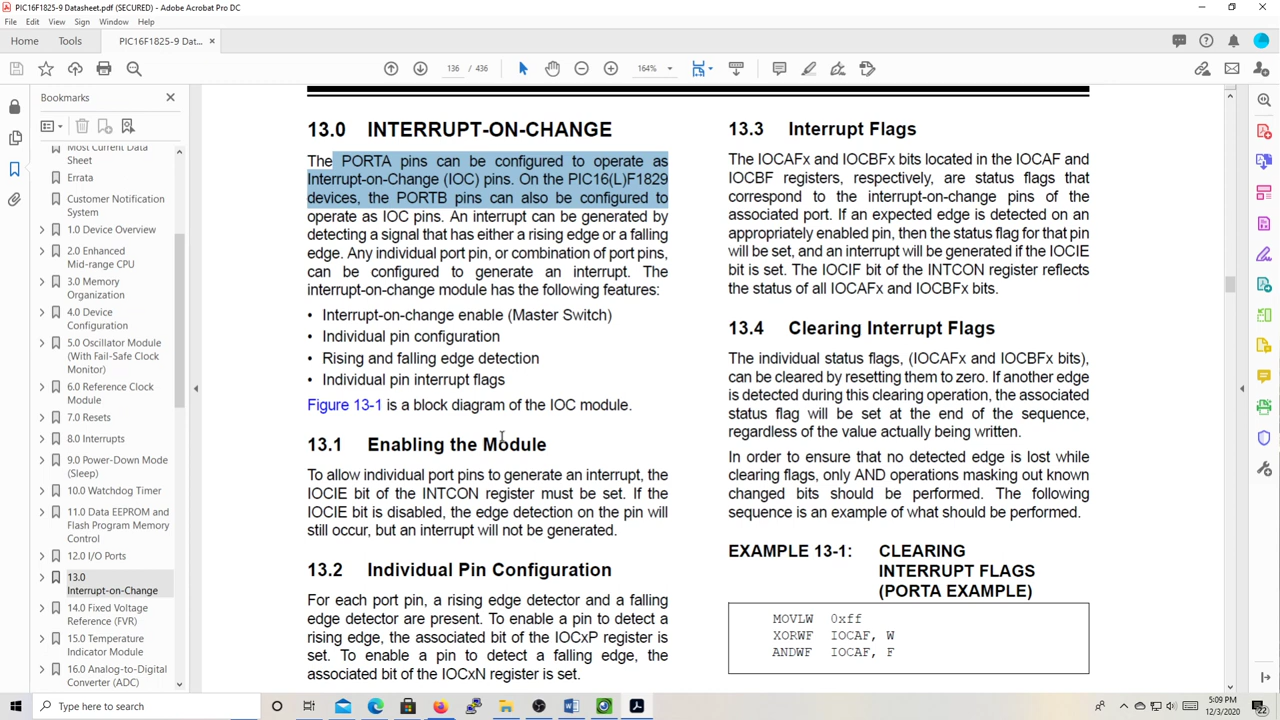 PIC16F1825-9 Datasheet.pdf (SECURED) - Adobe Acrobat Pro DC
File Edit View Sign Window Help
Home Tools PIC16F1825-9 Dat... ×
136 / 436 164%
Bookmarks
Most Current Data
Sheet
Errata
Customer Notification
System
1.0 Device Overview
2.0 Enhanced
Mid-range CPU
3.0 Memory
Organization
4.0 Device
Configuration
5.0 Oscillator Module
(With Fail-Safe Clock
Monitor)
6.0 Reference Clock
Module
7.0 Resets
8.0 Interrupts
9.0 Power-Down Mode
(Sleep)
10.0 Watchdog Timer
11.0 Data EEPROM and
Flash Program Memory
Control
12.0 I/O Ports
13.0
Interrupt-on-Change
14.0 Fixed Voltage
Reference (FVR)
15.0 Temperature
Indicator Module
16.0 Analog-to-Digital
Converter (ADC)
13.0 INTERRUPT-ON-CHANGE
The PORTA pins can be configured to operate as
Interrupt-on-Change (IOC) pins. On the PIC16(L)F1829
devices, the PORTB pins can also be configured to
operate as IOC pins. An interrupt can be generated by
detecting a signal that has either a rising edge or a falling
edge. Any individual port pin, or combination of port pins,
can be configured to generate an interrupt. The
interrupt-on-change module has the following features:
• Interrupt-on-change enable (Master Switch)
• Individual pin configuration
• Rising and falling edge detection
• Individual pin interrupt flags
Figure 13-1 is a block diagram of the IOC module.
13.1 Enabling the Module
To allow individual port pins to generate an interrupt, the
IOCIE bit of the INTCON register must be set. If the
IOCIE bit is disabled, the edge detection on the pin will
still occur, but an interrupt will not be generated.
13.2 Individual Pin Configuration
For each port pin, a rising edge detector and a falling
edge detector are present. To enable a pin to detect a
rising edge, the associated bit of the IOCxP register is
set. To enable a pin to detect a falling edge, the
associated bit of the IOCxN register is set.
13.3 Interrupt Flags
The IOCAFx and IOCBFx bits located in the IOCAF and
IOCBF registers, respectively, are status flags that
correspond to the interrupt-on-change pins of the
associated port. If an expected edge is detected on an
appropriately enabled pin, then the status flag for that pin
will be set, and an interrupt will be generated if the IOCIE
bit is set. The IOCIF bit of the INTCON register reflects
the status of all IOCAFx and IOCBFx bits.
13.4 Clearing Interrupt Flags
The individual status flags, (IOCAFx and IOCBFx bits),
can be cleared by resetting them to zero. If another edge
is detected during this clearing operation, the associated
status flag will be set at the end of the sequence,
regardless of the value actually being written.
In order to ensure that no detected edge is lost while
clearing flags, only AND operations masking out known
changed bits should be performed. The following
sequence is an example of what should be performed.
EXAMPLE 13-1: CLEARING
INTERRUPT FLAGS
(PORTA EXAMPLE)
MOVLW 0xff
XORWF IOCAF, W
ANDWF IOCAF, F
Type here to search
5:09 PM
12/3/2020
22